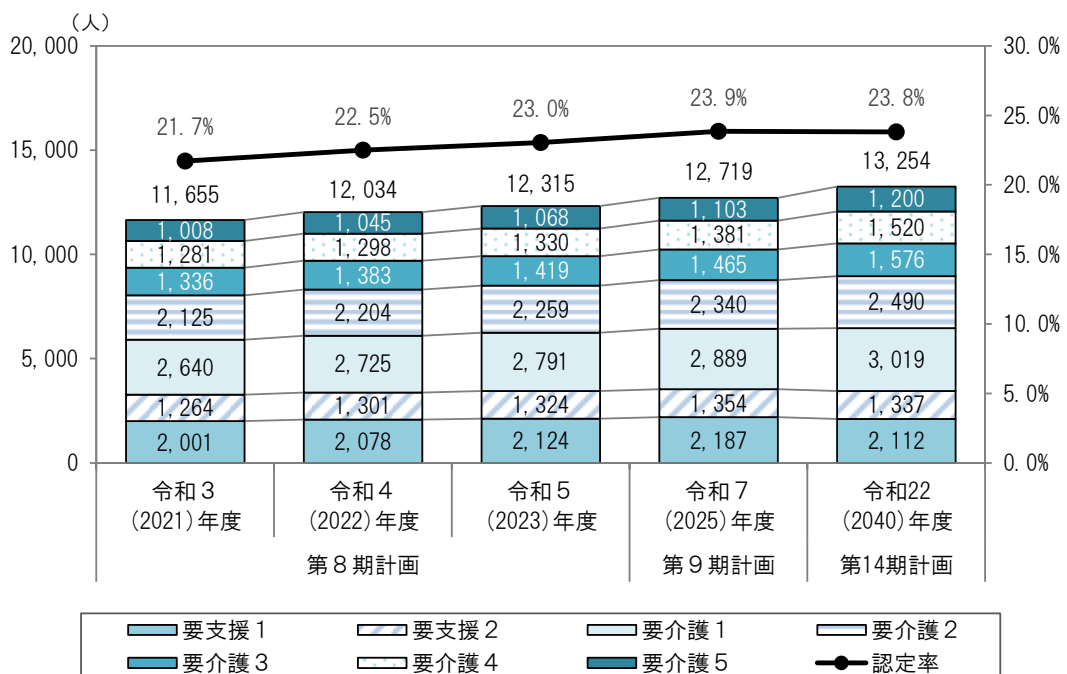 （人）
20,000
15,000
10,000
5,000
0
30.0%
25.0%
20.0%
15.0%
10.0%
5.0%
0.0%
21.7%
22.5%
23.0%
23.9%
23.8%
11,655
12,034
12,315
12,719
13,254
1,008
1,045
1,068
1,103
1,200
1,281
1,298
1,330
1,381
1,520
1,336
1,383
1,419
1,465
1,576
2,125
2,204
2,259
2,340
2,490
2,640
2,725
2,791
2,889
3,019
1,264
1,301
1,324
1,354
1,337
2,001
2,078
2,124
2,187
2,112
令和３
(2021)年度
令和４
(2022)年度
令和５
(2023)年度
令和７
(2025)年度
令和22
(2040)年度
第８期計画
第９期計画
第14期計画
要支援１
要支援２
要介護１
要介護２
要介護３
要介護４
要介護５
認定率